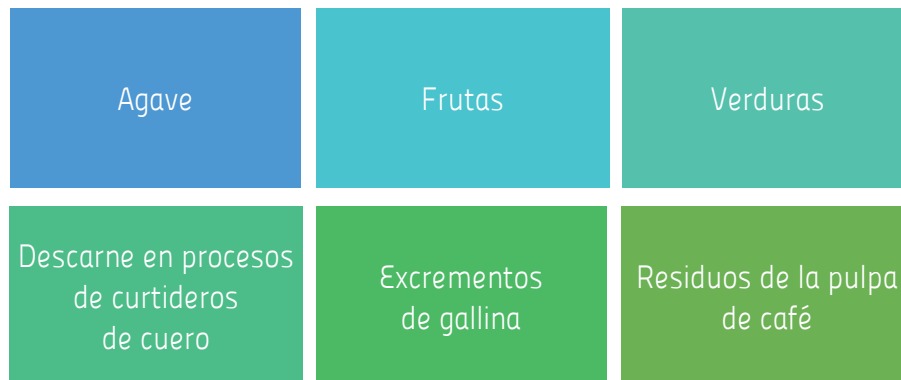 Agave
Frutas
Verduras
Descarne en procesos
de curtideros
de cuero
Excrementos
de gallina
Residuos de la pulpa
de café